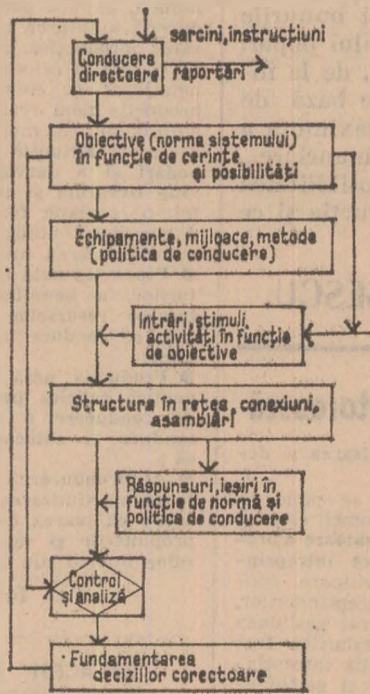 sarcini, instrucțiuni
Conducere
directoare
raportări
Obiective (norma sistemului)
în funcție de cerințe
și posibilități
Echipamente, mijloace, metode
(politica de conducere)
Intrări, stimuli,
activități în funcție
de obiective
Structura în rețea, conexiuni,
asamblări
Răspunsuri, ieșiri în
funcție de normă și
politica de conducere
Control
și analiză
Fundamentarea
deciziilor corectoare